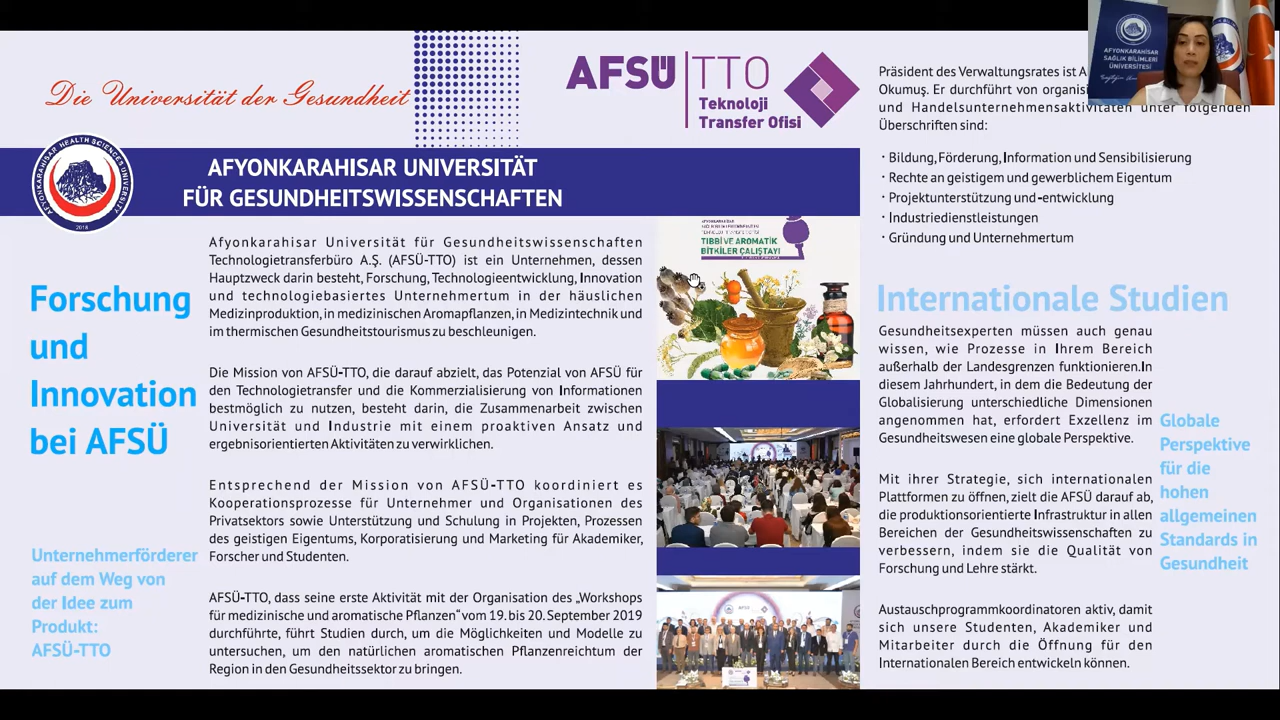 Die Universität der Gesundheit
AFSÜ TTO
Teknoloji
Transfer Ofisi
AFYONKARAHISAR HEALTH SCIENCES UNIVERSITY
2018
AFYONKARAHISAR UNIVERSITÄT
FÜR GESUNDHEITSWISSENSCHAFTEN
Forschung
und
Innovation
bei AFSÜ
Unternehmerförderer
auf dem Weg von
der Idee zum
Produkt:
AFSÜ-TTO
Afyonkarahisar Universität für Gesundheitswissenschaften
Technologietransferbüro A.Ş. (AFSÜ-TTO) ist ein Unternehmen, dessen
Hauptzweck darin besteht, Forschung, Technologieentwicklung, Innovation
und technologiebasiertes Unternehmertum in der häuslichen
Medizinproduktion, in medizinischen Aromapflanzen, in Medizintechnik und
im thermischen Gesundheitstourismus zu beschleunigen.
Die Mission von AFSÜ-TTO, die darauf abzielt, das Potenzial von AFSÜ für
den Technologietransfer und die Kommerzialisierung von Informationen
bestmöglich zu nutzen, besteht darin, die Zusammenarbeit zwischen
Universität und Industrie mit einem proaktiven Ansatz und
ergebnisorientierten Aktivitäten zu verwirklichen.
Entsprechend der Mission von AFSÜ-TTO koordiniert es
Kooperationsprozesse für Unternehmer und Organisationen des
Privatsektors sowie Unterstützung und Schulung in Projekten, Prozessen
des geistigen Eigentums, Korporatisierung und Marketing für Akademiker,
Forscher und Studenten.
AFSÜ-TTO, dass seine erste Aktivität mit der Organisation des „Workshops
für medizinische und aromatische Pflanzen“ vom 19. bis 20. September 2019
durchführte, führt Studien durch, um die Möglichkeiten und Modelle zu
untersuchen, um den natürlichen aromatischen Pflanzenreichtum der
Region in den Gesundheitssektor zu bringen.
TIBBİ VE AROMATİK
BİTKİLER ÇALIŞTAYI
Präsident des Verwaltungsrates ist A
Okumuş. Er durchführt von organis
und Handelsunternehmensaktivitäten unter folgenden
Überschriften sind:
· Bildung, Förderung, Information und Sensibilisierung
· Rechte an geistigem und gewerblichem Eigentum
· Projektunterstützung und -entwicklung
· Industriedienstleistungen
· Gründung und Unternehmertum
Internationale Studien
Gesundheitsexperten müssen auch genau
wissen, wie Prozesse in Ihrem Bereich
außerhalb der Landesgrenzen funktionieren.In
diesem Jahrhundert, in dem die Bedeutung der
Globalisierung unterschiedliche Dimensionen
angenommen hat, erfordert Exzellenz im
Gesundheitswesen eine globale Perspektive.
Mit ihrer Strategie, sich internationalen
Plattformen zu öffnen, zielt die AFSÜ darauf ab,
die produktionsorientierte Infrastruktur in allen
Bereichen der Gesundheitswissenschaften zu
verbessern, indem sie die Qualität von
Forschung und Lehre stärkt.
Austauschprogrammkoordinatoren aktiv, damit
sich unsere Studenten, Akademiker und
Mitarbeiter durch die Öffnung für den
Internationalen Bereich entwickeln können.
Globale
Perspektive
für die
hohen
allgemeinen
Standards in
Gesundheit
AFYONKARAHİSAR
SAĞLIK BİLİMLERİ
ÜNİVERSİTESİ